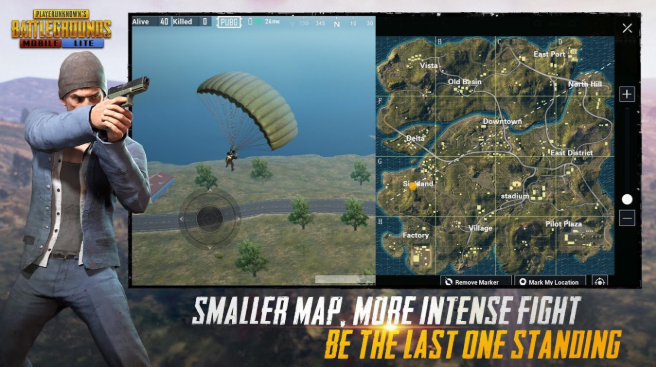 PLAYERUNKNOWN'S
BATTLEGROUNDS
MOBILE LITE
Alive 40 Killed 0 PUBG
Vista
Old Basin
East Port
North Hill
Downtown
Delta
East District
stadium
Village
Pilot Plaza
Factory
Remove Marker
Mark My Location
SMALLER MAP, MORE INTENSE FIGHT
BE THE LAST ONE STANDING